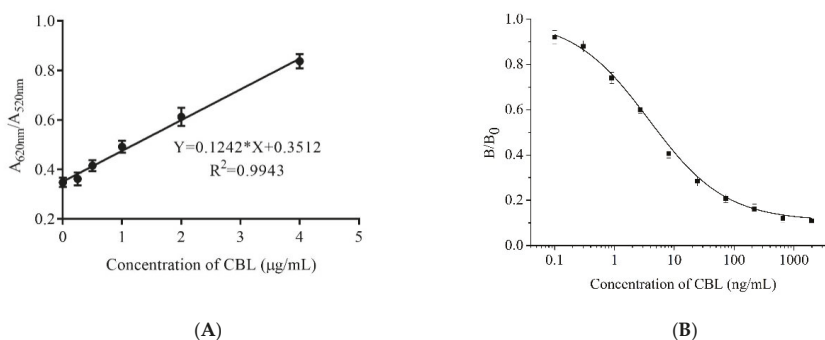 A
B
1.0
0.8
0.6
0.4
0.2
A620nm/A520nm
Y=0.1242*X+0.3512
R²=0.9943
0 1 2 3 4 5
Concentration of CBL (μg/mL)
1.0
0.8
0.6
0.4
0.2
0.0
B/B0
0.1 1 10 100 1000
Concentration of CBL (ng/mL)
(A)
(B)